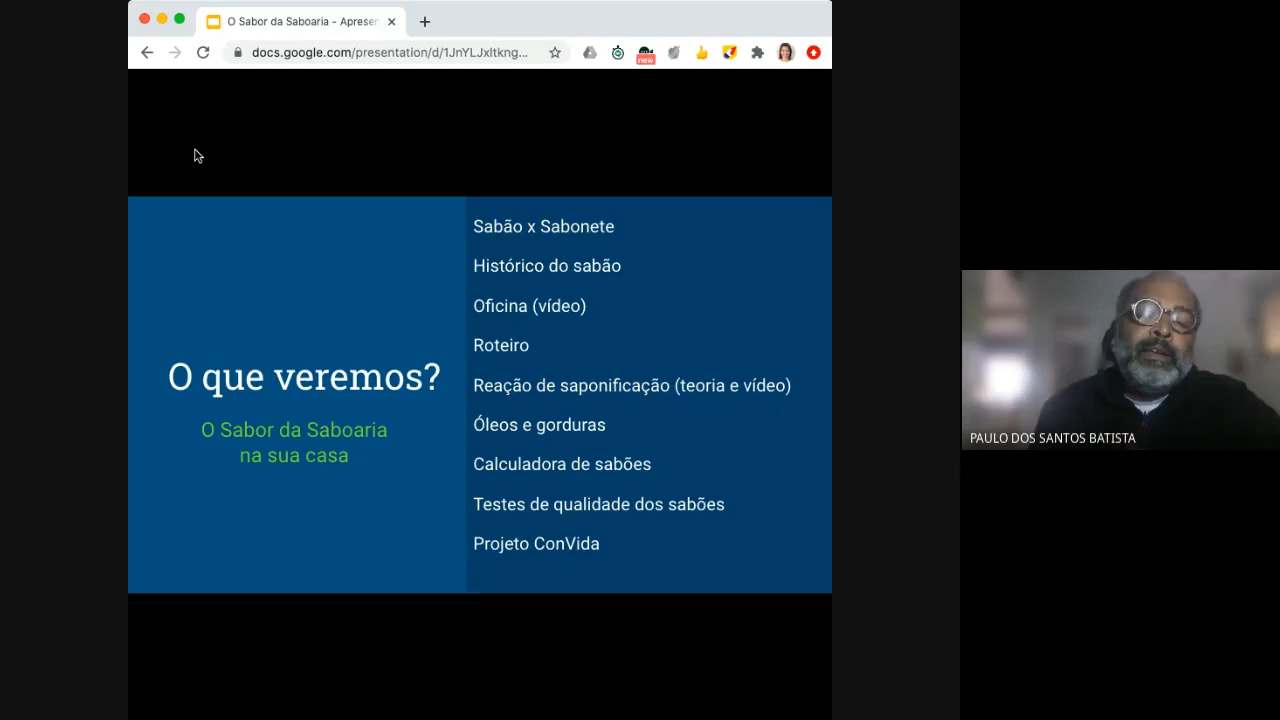 O Sabor da Saboaria - Apresen
docs.google.com/presentation/d/1JnYLJxltkng...
new
O que veremos?
O Sabor da Saboaria
na sua casa
Sabão x Sabonete
Histórico do sabão
Oficina (vídeo)
Roteiro
Reação de saponificação (teoria e vídeo)
Óleos e gorduras
Calculadora de sabões
Testes de qualidade dos sabões
Projeto ConVida
PAULO DOS SANTOS BATISTA